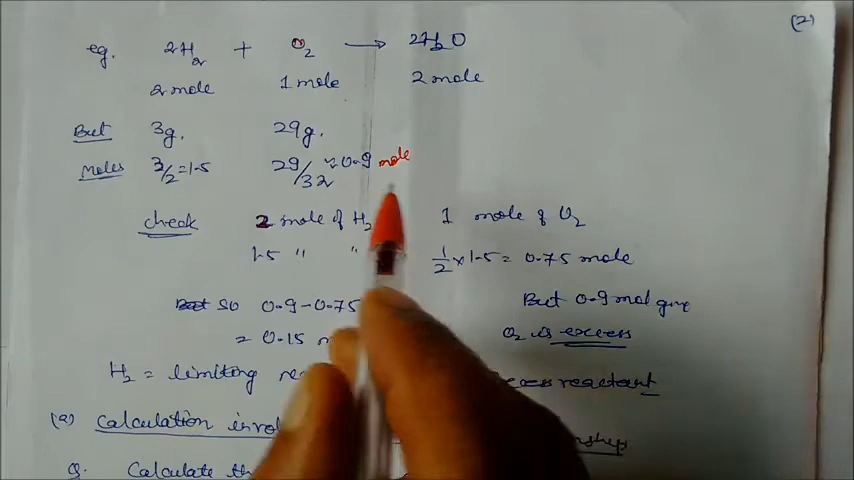 (2)
eg. 2H2 + O2 → 2H2O
2 mole 1 mole 2 mole
But 3g. 29g.
Moles 3/2=1.5 29/32 ≈ 0.9 mole
check 2 mole of H2 1 mole of O2
1.5 " " 1/2 × 1.5 = 0.75 mole
So 0.9-0.75 But 0.9 mol give
= 0.15 O2 is excess
H2 = limiting excess reactant
(a) Calculation
Q. Calculate